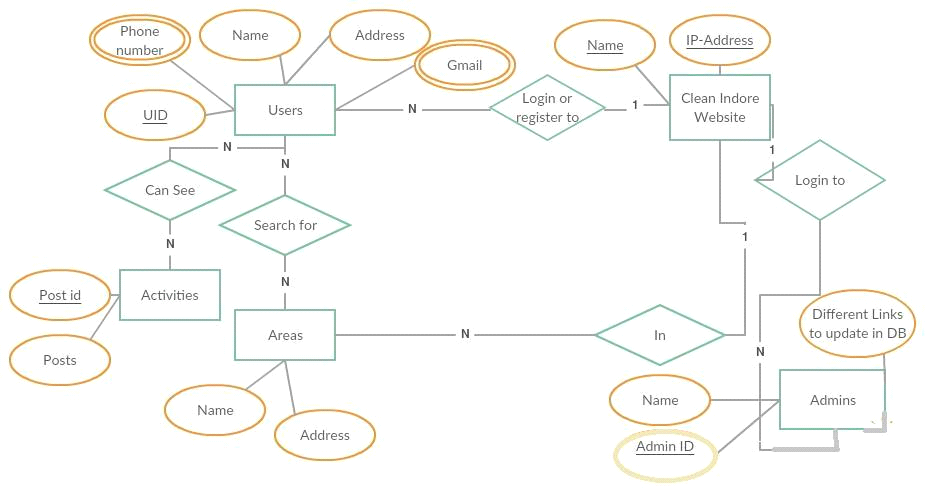 Phone
number
Name
Address
Gmail
Name
IP-Address
UID
Users
N
Login or
register to
1
Clean Indore
Website
N
N
1
Can See
Login to
Search for
N
1
N
Post id
Activities
Different Links
to update in DB
Areas
N
In
N
Posts
Name
Name
Admins
Address
Admin ID